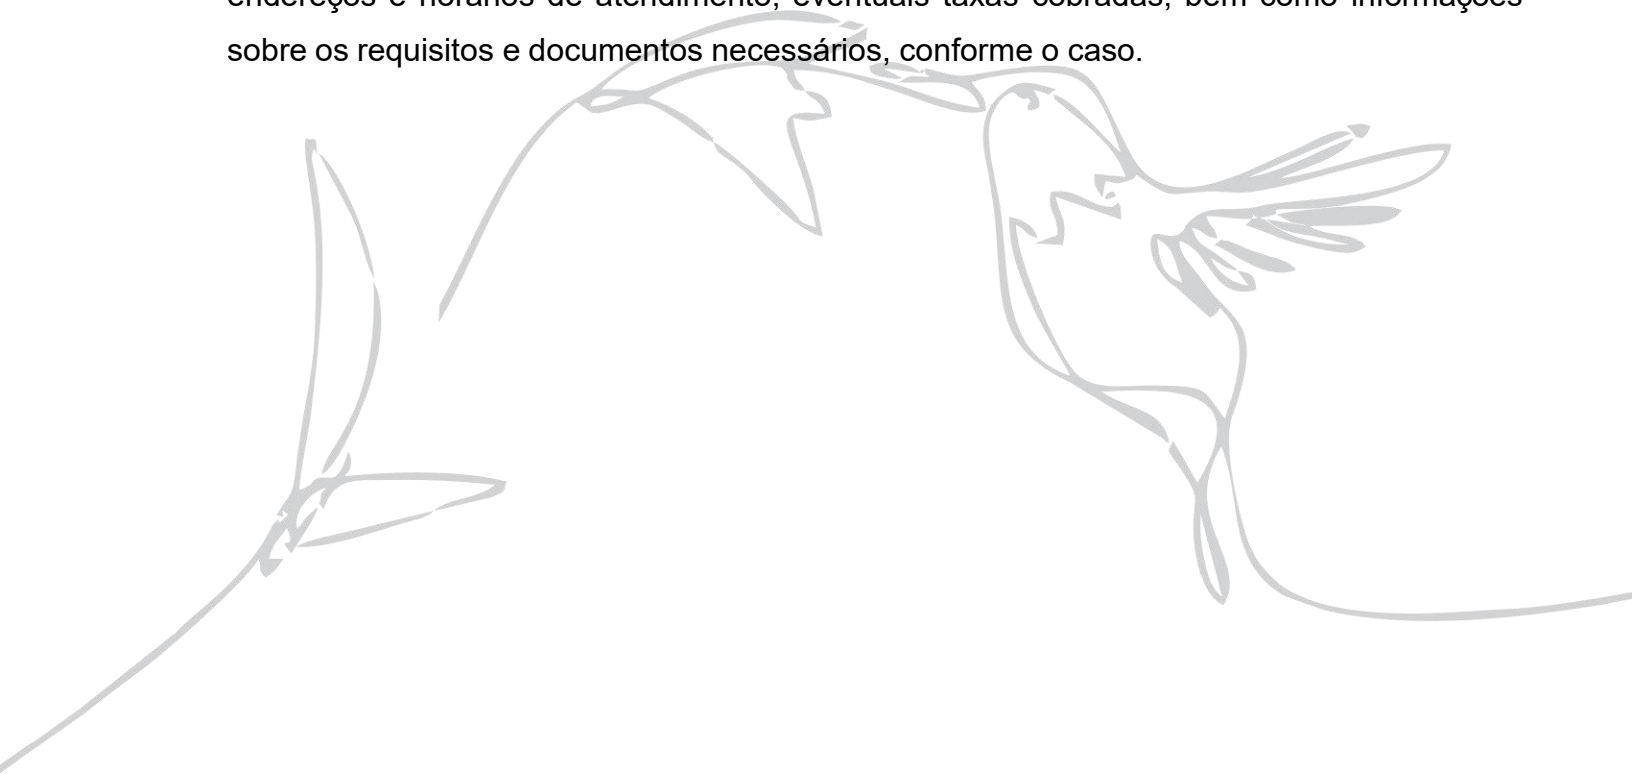 endereços e horários de atendimento, eventuais taxas cobradas, bem como informações
sobre os requisitos e documentos necessários, conforme o caso.